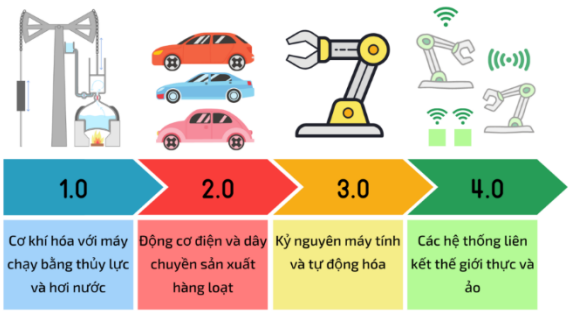 1.0
2.0
3.0
4.0
Cơ khí hóa với máy
chạy bằng thủy lực
và hơi nước
Động cơ điện và dây
chuyền sản xuất
hàng loạt
Kỷ nguyên máy tính
và tự động hóa
Các hệ thống liên
kết thế giới thực và
ảo